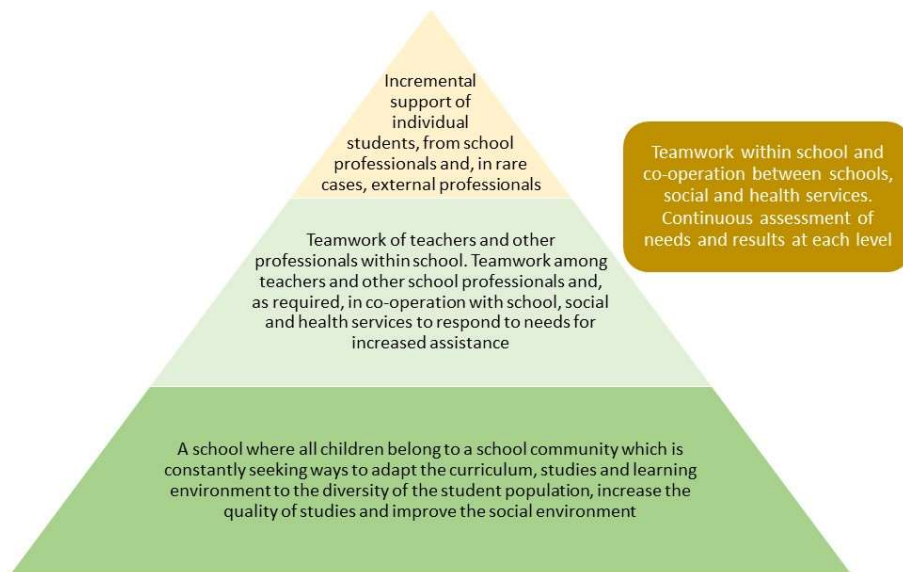 Incremental
support of
individual
students, from school
professionals and, in rare
cases, external professionals
Teamwork within school and
co-operation between schools,
social and health services.
Continuous assessment of
needs and results at each level
Teamwork of teachers and other
professionals within school. Teamwork among
teachers and other school professionals and,
as required, in co-operation with school, social
and health services to respond to needs for
increased assistance
A school where all children belong to a school community which is
constantly seeking ways to adapt the curriculum, studies and learning
environment to the diversity of the student population, increase the
quality of studies and improve the social environment